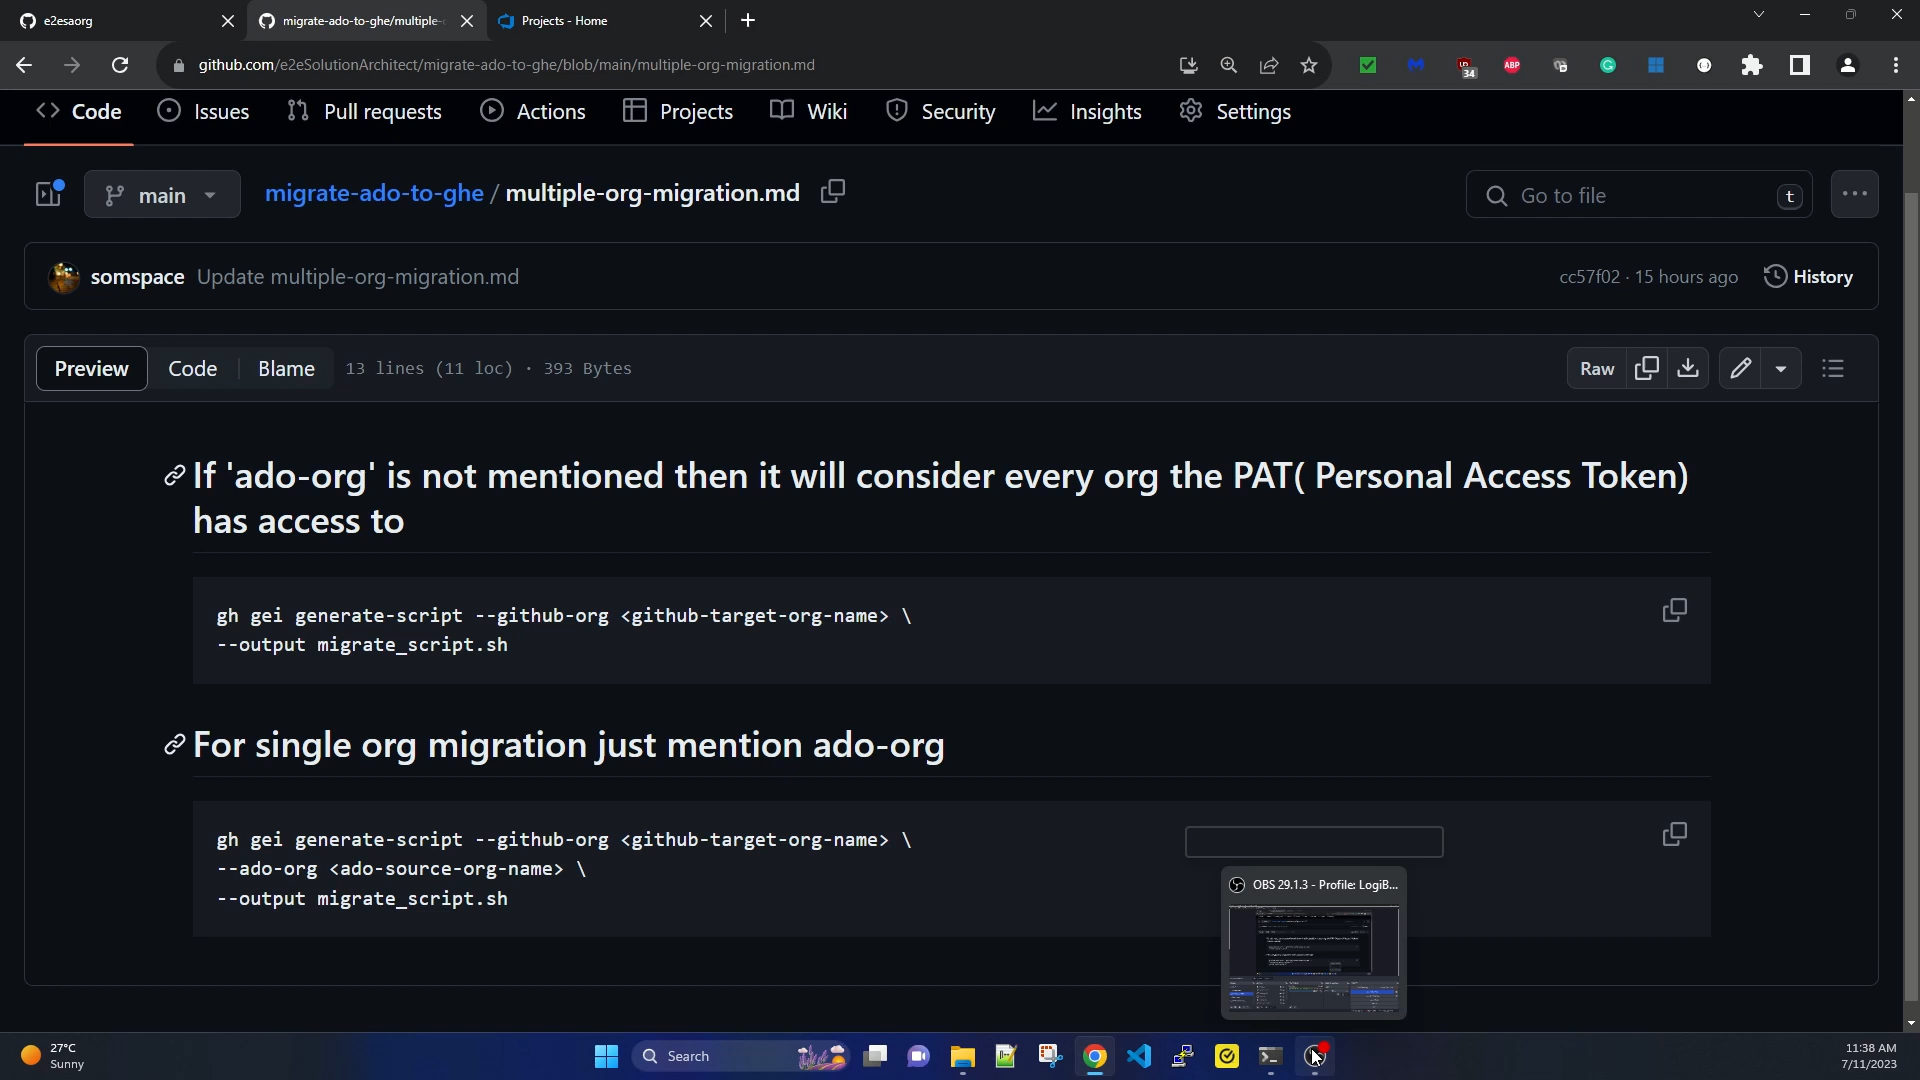 e2esaorg
migrate-ado-to-ghe/multiple-
Projects - Home
github.com/e2eSolutionArchitect/migrate-ado-to-ghe/blob/main/multiple-org-migration.md
34
ABP
Code
Issues
Pull requests
Actions
Projects
Wiki
Security
Insights
Settings
main
migrate-ado-to-ghe / multiple-org-migration.md
Go to file
t
somspace Update multiple-org-migration.md
cc57f02 · 15 hours ago
History
Preview
Code
Blame
13 lines (11 loc) · 393 Bytes
Raw
If 'ado-org' is not mentioned then it will consider every org the PAT( Personal Access Token)
has access to
gh gei generate-script --github-org <github-target-org-name> \
--output migrate_script.sh
For single org migration just mention ado-org
gh gei generate-script --github-org <github-target-org-name> \
--ado-org <ado-source-org-name> \
--output migrate_script.sh
OBS 29.1.3 - Profile: LogiB...
27°C
Sunny
Search
11:38 AM
7/11/2023